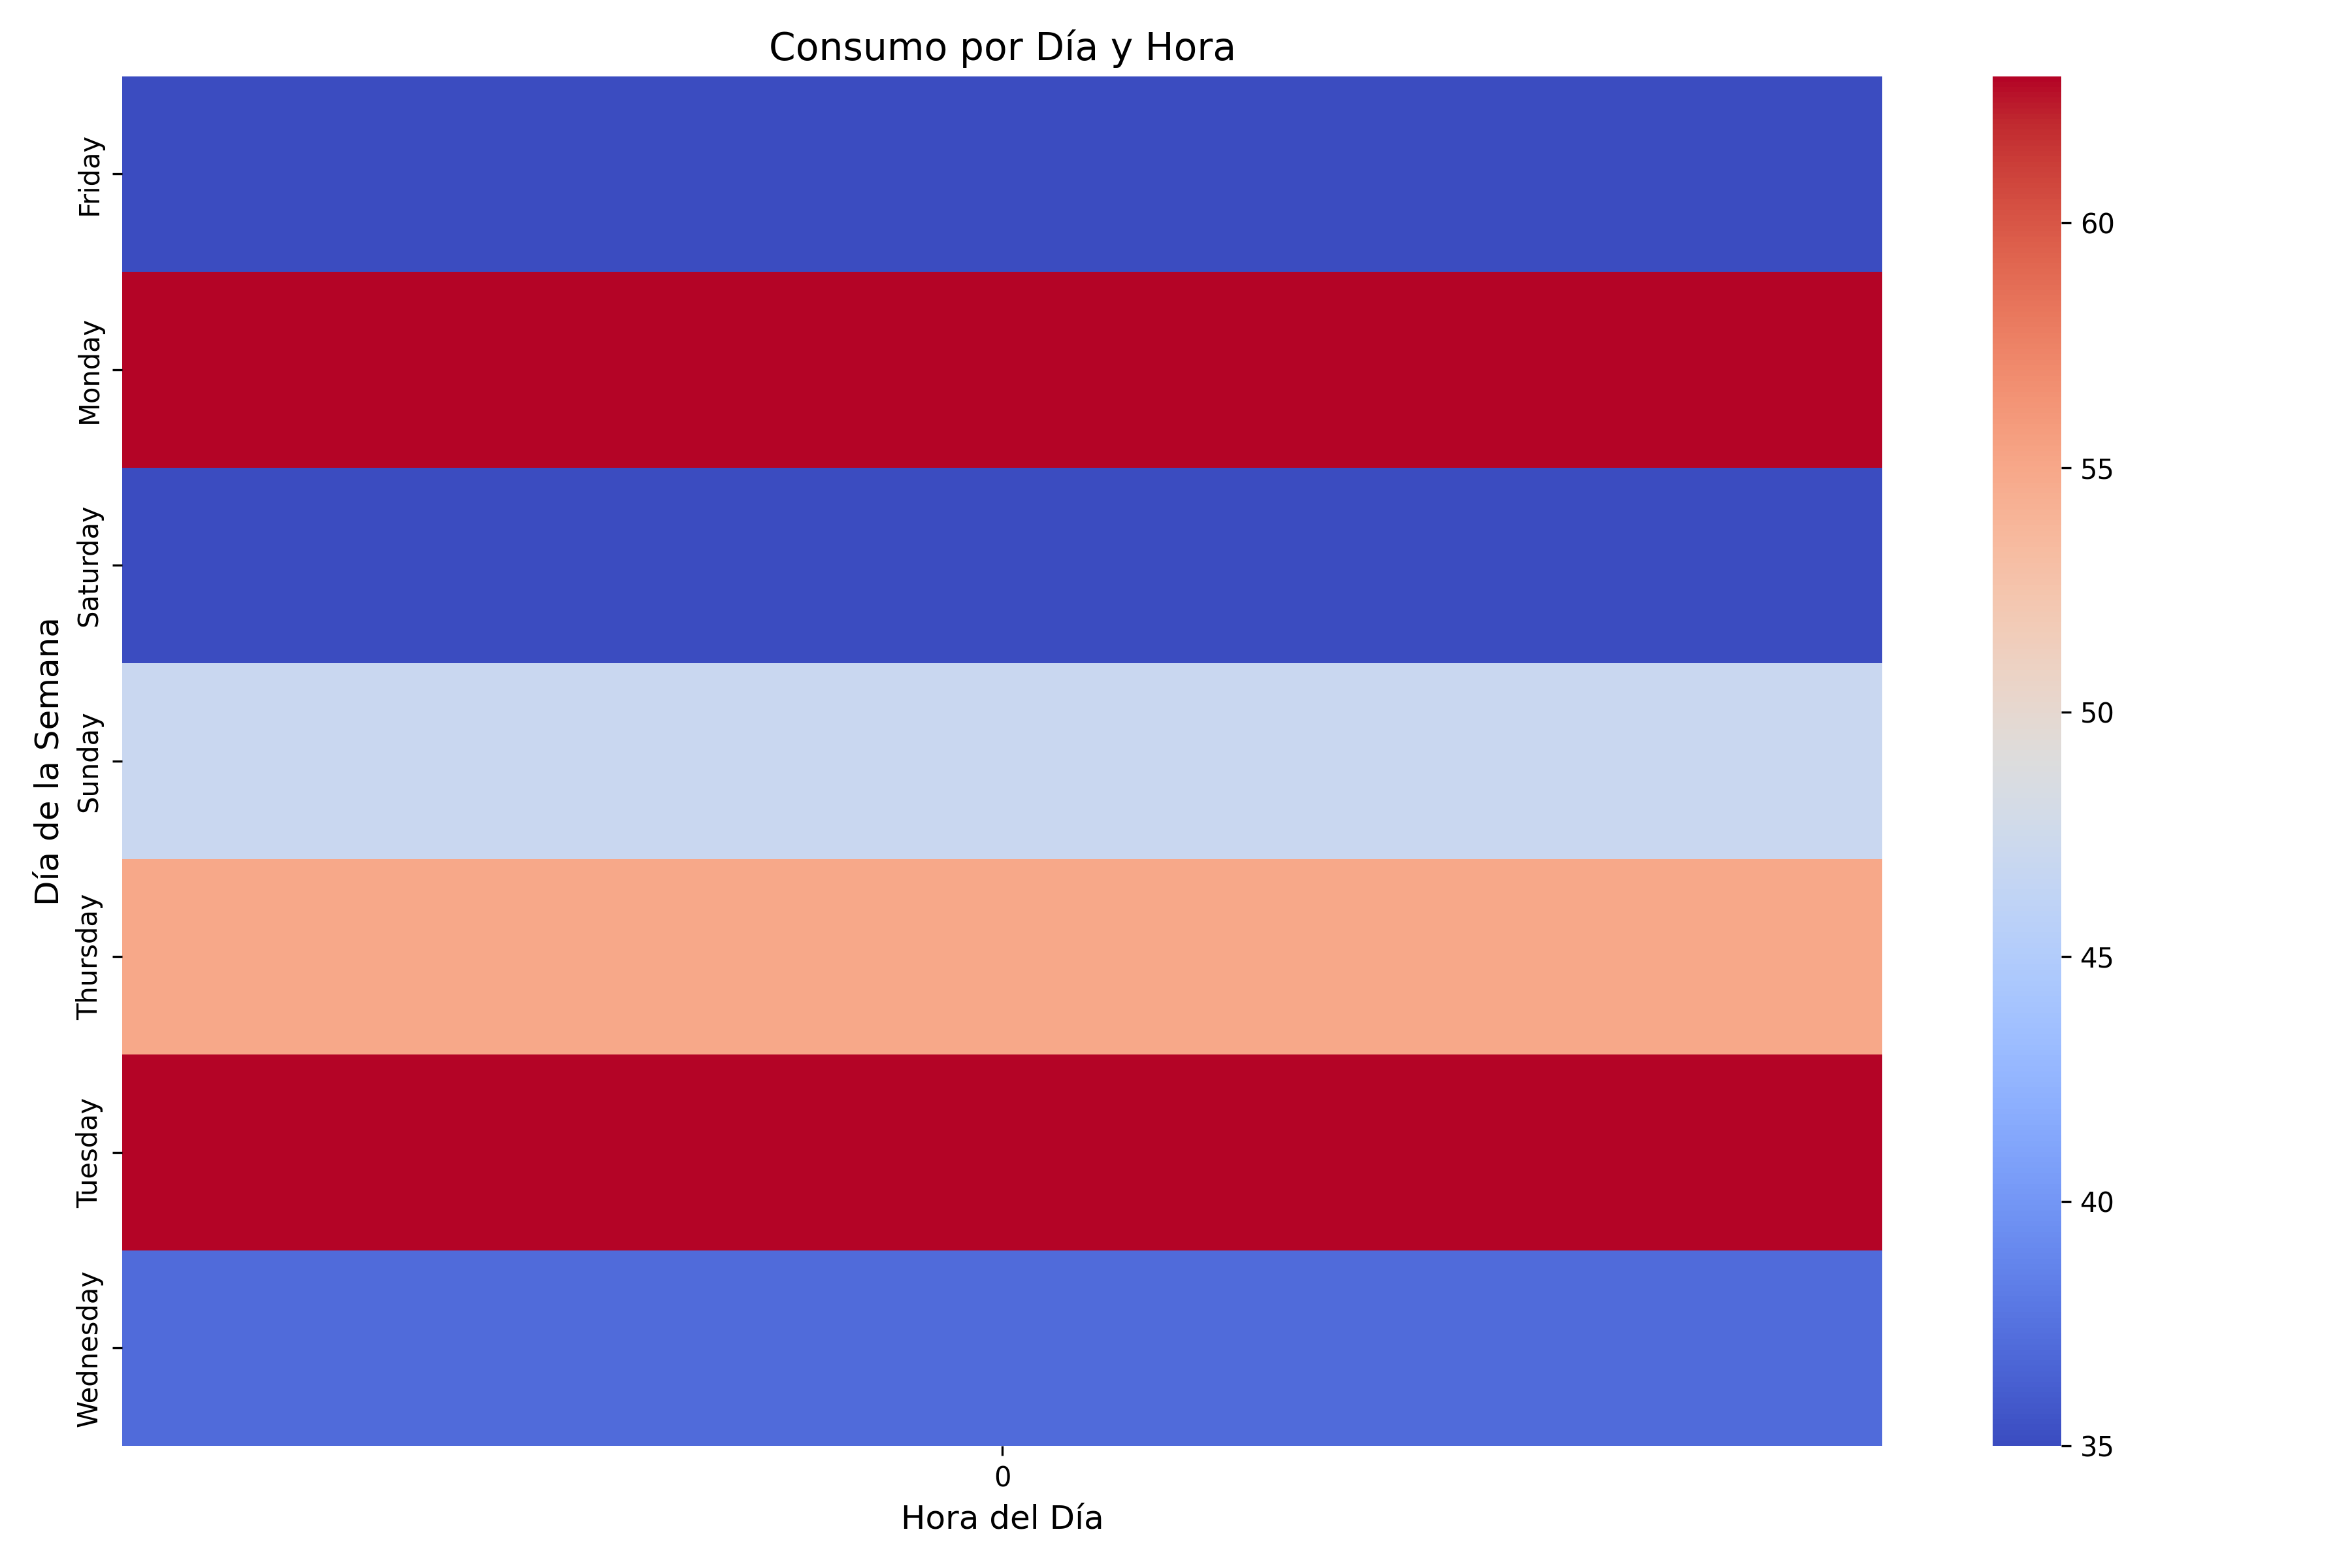 Consumo por Día y Hora
Día de la Semana
Friday
Monday
Saturday
Sunday
Thursday
Tuesday
Wednesday
0
Hora del Día
60
55
50
45
40
35